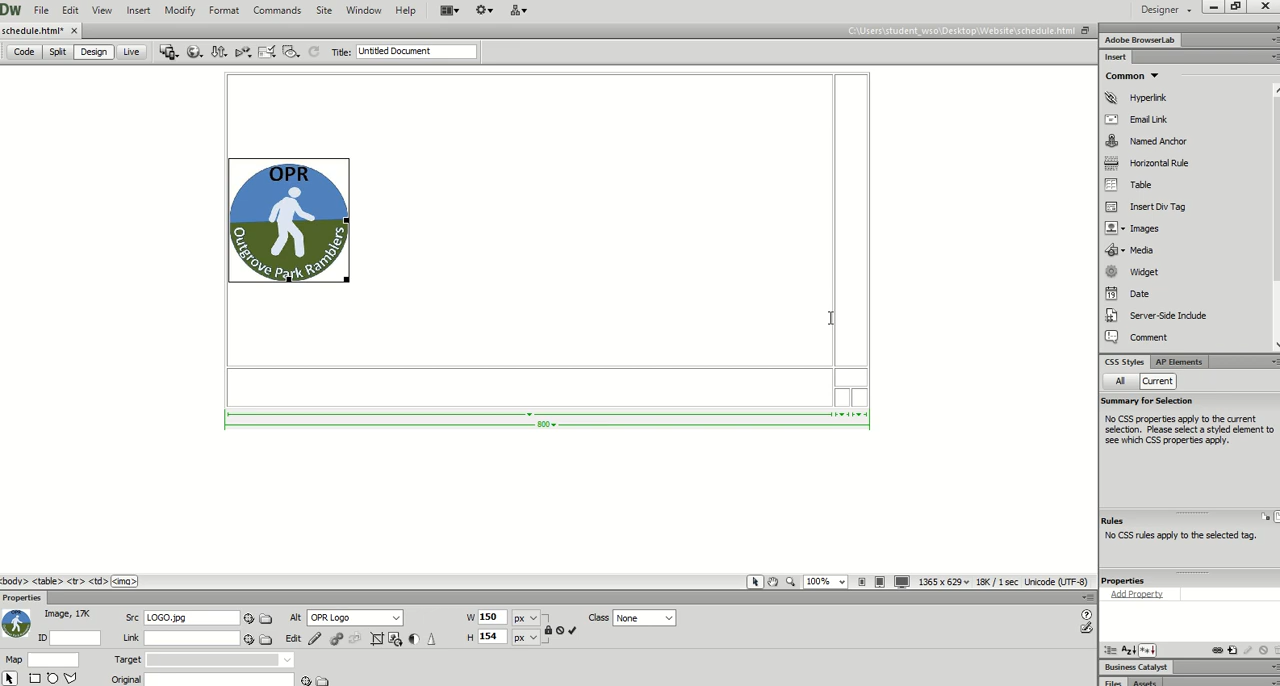 Dw File Edit View Insert Modify Format Commands Site Window Help Designer
schedule.html* C:\Users\student_wso\Desktop\Website\schedule.html
Code Split Design Live Title: Untitled Document
Adobe BrowserLab
Insert
Common
Hyperlink
Email Link
Named Anchor
Horizontal Rule
Table
Insert Div Tag
Images
Media
Widget
19 Date
Server-Side Include
Comment
OPR
Outgrove Park Ramblers
800
CSS Styles AP Elements
All Current
Summary for Selection
No CSS properties apply to the current
selection. Please select a styled element to
see which CSS properties apply.
Rules
No CSS rules apply to the selected tag.
Properties
Add Property
Az
Business Catalyst
Files Assets
<body> <table> <tr> <td> <img> 100% 1365 x 629 18K / 1 sec Unicode (UTF-8)
Properties
Image, 17K Src LOGO.jpg Alt OPR Logo W 150 px Class None
ID Link Edit H 154 px
Map Target
Original